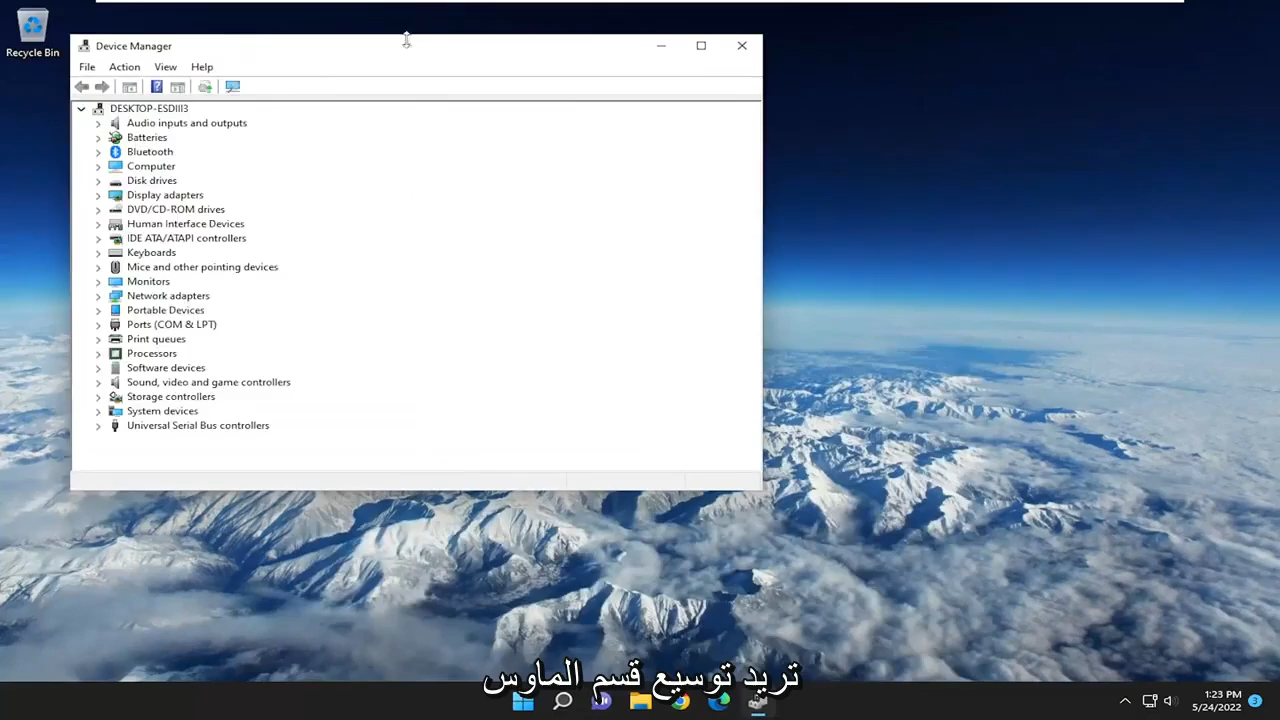 Recycle Bin
Device Manager
File Action View Help
DESKTOP-ESDIII3
Audio inputs and outputs
Batteries
Bluetooth
Computer
Disk drives
Display adapters
DVD/CD-ROM drives
Human Interface Devices
IDE ATA/ATAPI controllers
Keyboards
Mice and other pointing devices
Monitors
Network adapters
Portable Devices
Ports (COM & LPT)
Print queues
Processors
Software devices
Sound, video and game controllers
Storage controllers
System devices
Universal Serial Bus controllers
تريد توسيع قسم الماوس
1:23 PM
5/24/2022
3